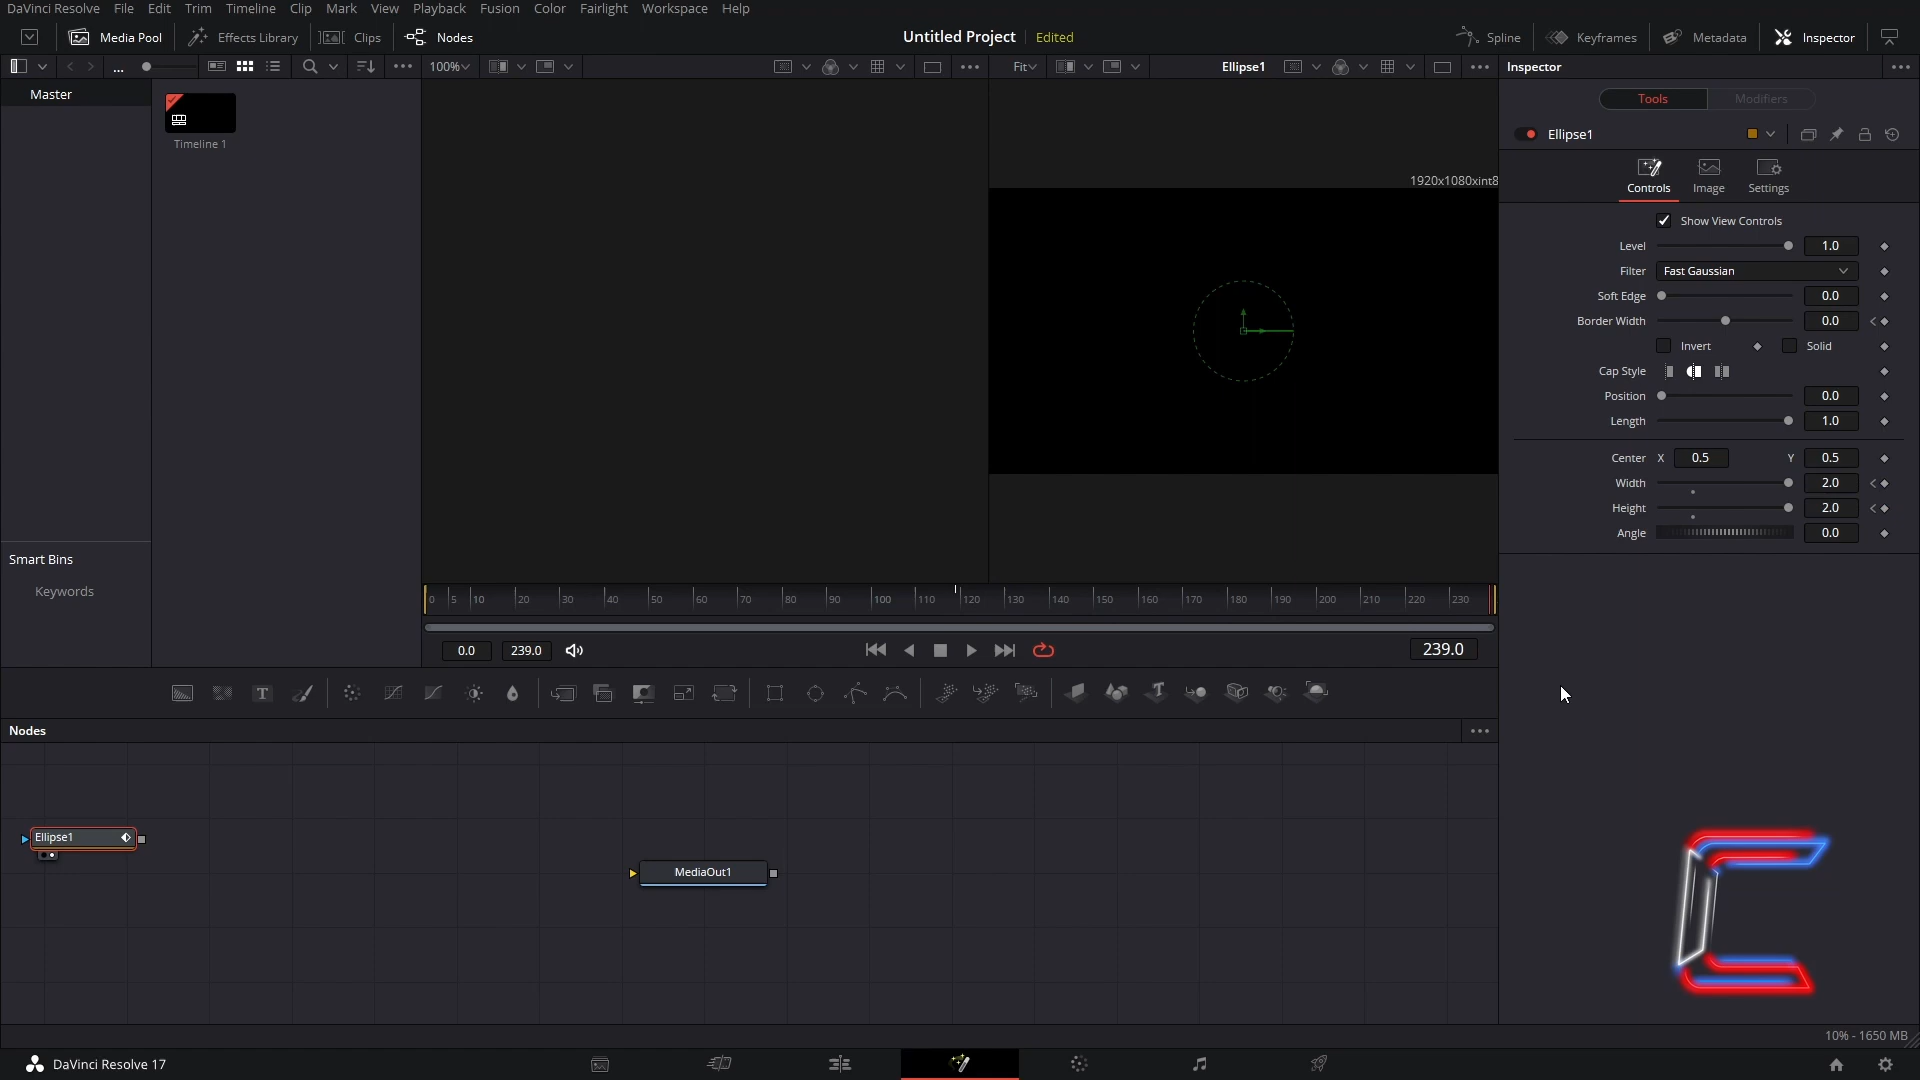 DaVinci Resolve File Edit Trim Timeline Clip Mark View Playback Fusion Color Fairlight Workspace Help
Media Pool Effects Library Clips Nodes Untitled Project Edited Spline Keyframes Metadata Inspector
... 100% Fit Ellipse1 Inspector
Master
Timeline 1
Tools Modifiers
Ellipse1
Controls Image Settings
1920x1080xint8
Show View Controls
Level 1.0
Filter Fast Gaussian
Soft Edge 0.0
Border Width 0.0
Invert Solid
Cap Style
Position 0.0
Length 1.0
Center X 0.5 Y 0.5
Width 2.0
Height 2.0
Angle 0.0
Smart Bins
Keywords
0 5 10 20 30 40 50 60 70 80 90 100 110 120 130 140 150 160 170 180 190 200 210 220 230
0.0 239.0 239.0
T
Nodes
Ellipse1
MediaOut1
10% - 1650 MB
DaVinci Resolve 17